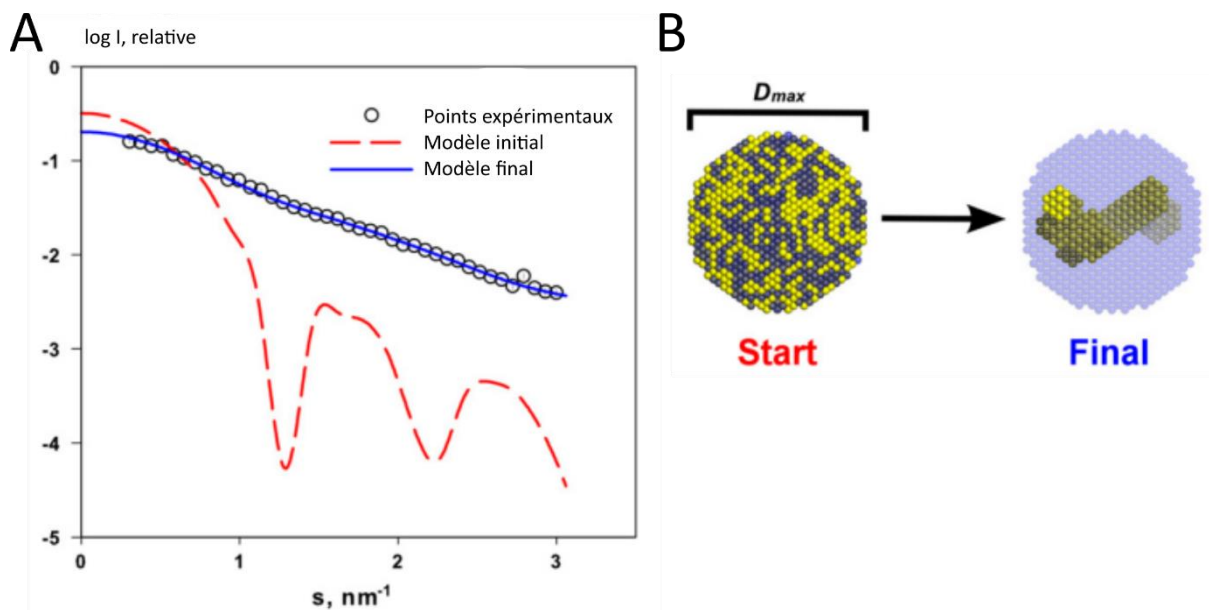 A
log I, relative
0
-1
-2
-3
-4
-5
0
1
2
3
s, nm-1
Points expérimentaux
Modèle initial
Modèle final
B
Dmax
Start
Final